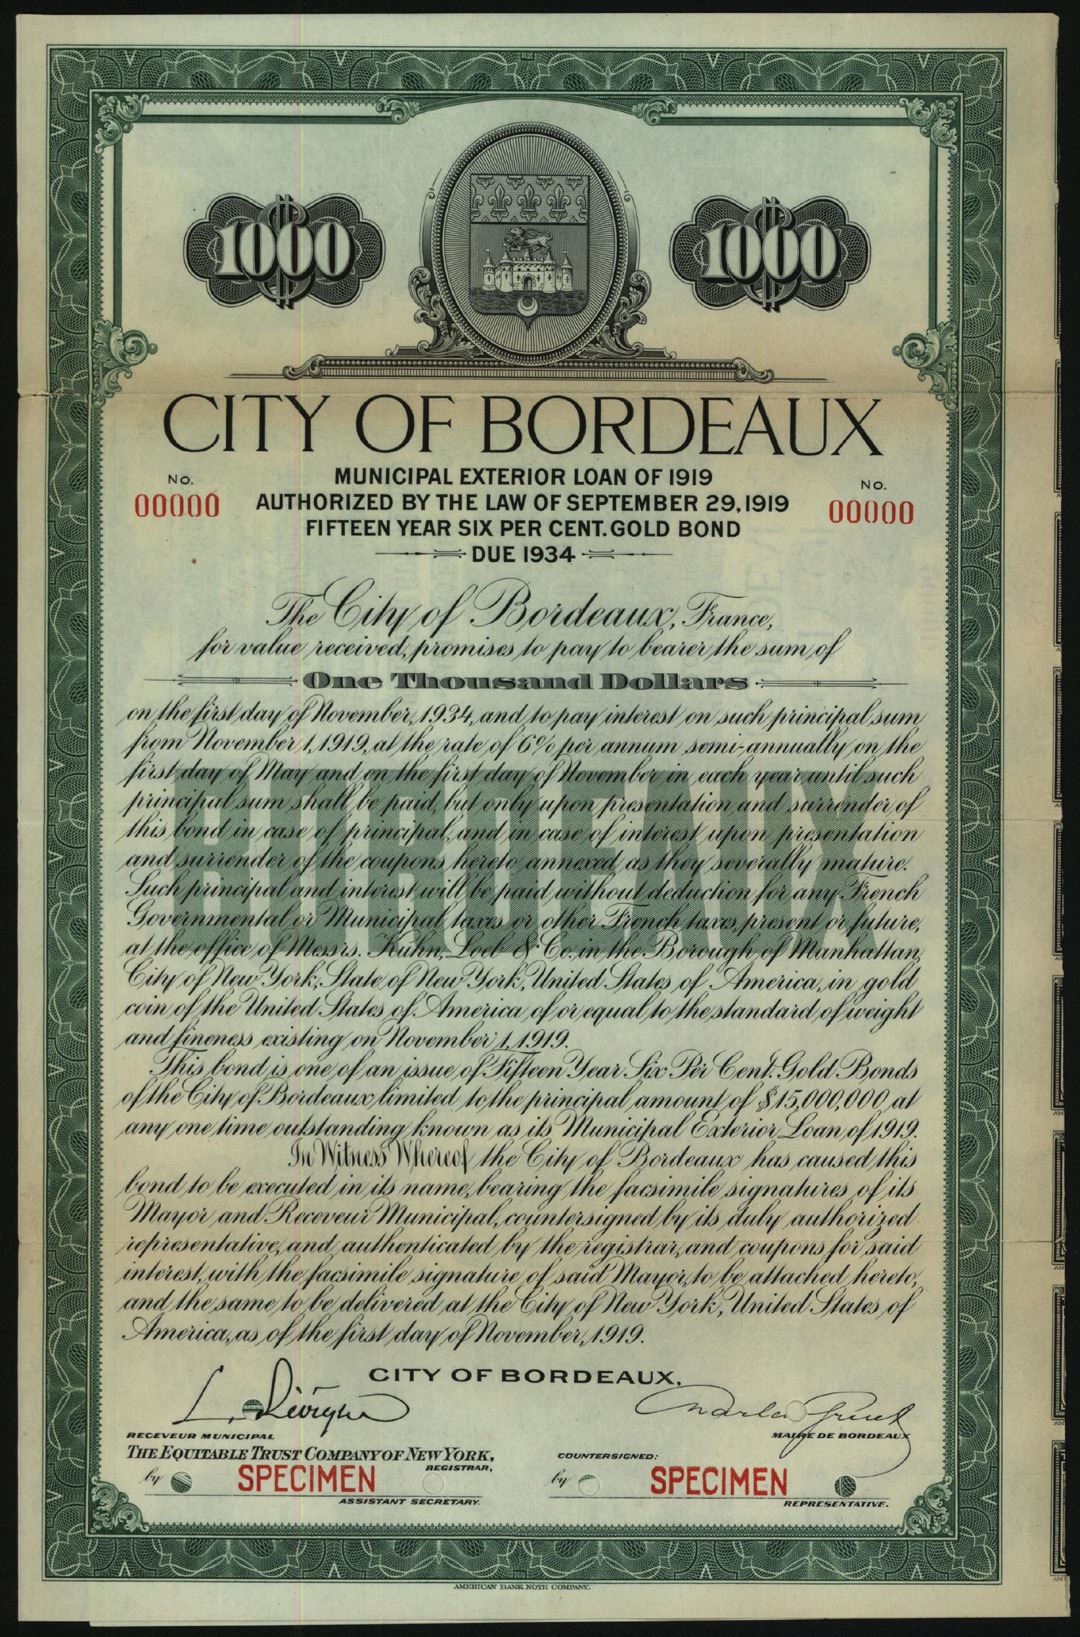 1000 1000
CITY OF BORDEAUX
MUNICIPAL EXTERIOR LOAN OF 1919
No. No.
00000 AUTHORIZED BY THE LAW OF SEPTEMBER 29, 1919 00000
FIFTEEN YEAR SIX PER CENT. GOLD BOND
DUE 1934
The City of Bordeaux, France,
for value received, promises to pay to bearer the sum of
One Thousand Dollars
on the first day of November, 1934, and to pay interest on such principal sum
from November 1, 1919, at the rate of 6% per annum semi-annually on the
first day of May and on the first day of November in each year until such
principal sum shall be paid, but only upon presentation and surrender of
this bond in case of principal, and in case of interest upon presentation
and surrender of the coupons hereto annexed as they severally mature.
Such principal and interest will be paid without deduction for any French
Governmental or Municipal taxes or other French taxes, present or future,
at the office of Messrs. Kuhn, Loeb & Co. in the Borough of Manhattan,
City of New York, State of New York, United States of America, in gold
coin of the United States of America of or equal to the standard of weight
and fineness existing on November 1, 1919.
This bond is one of an issue of Fifteen Year Six Per Cent. Gold Bonds
of the City of Bordeaux, limited to the principal amount of $15,000,000 at
any one time outstanding known as its Municipal Exterior Loan of 1919.
In Witness Whereof the City of Bordeaux has caused this
bond to be executed in its name, bearing the facsimile signatures of its
Mayor and Receveur Municipal, countersigned by its duly authorized
representative, and authenticated by the registrar, and coupons for said
interest, with the facsimile signature of said Mayor, to be attached hereto,
and the same to be delivered at the City of New York, United States of
America, as of the first day of November, 1919.
CITY OF BORDEAUX,
RECEVEUR MUNICIPAL MAIRE DE BORDEAUX
THE EQUITABLE TRUST COMPANY OF NEW YORK, COUNTERSIGNED:
REGISTRAR,
by SPECIMEN by SPECIMEN
ASSISTANT SECRETARY. REPRESENTATIVE.
AMERICAN BANK NOTE COMPANY.